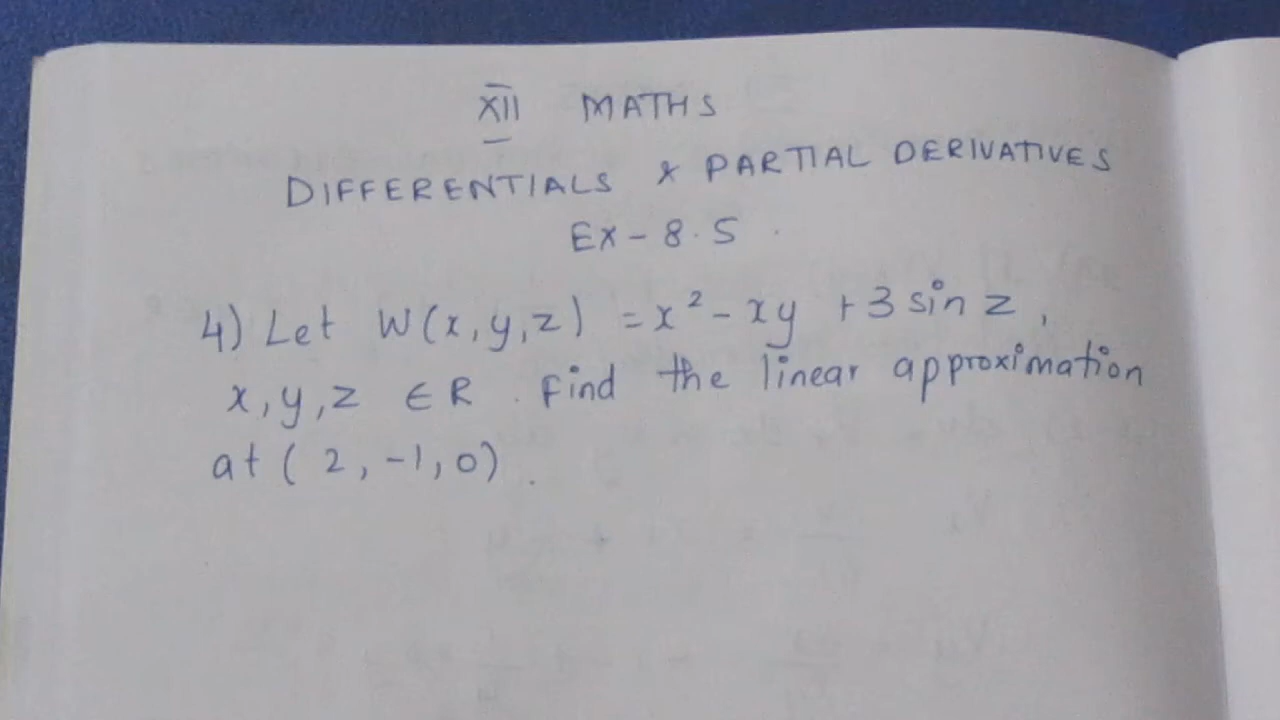 XII MATHS
DIFFERENTIALS & PARTIAL DERIVATIVES
EX - 8.5
4) Let W(x, y, z) = x² - xy + 3 sin z,
x, y, z ∈ R. Find the linear approximation
at (2, -1, 0).